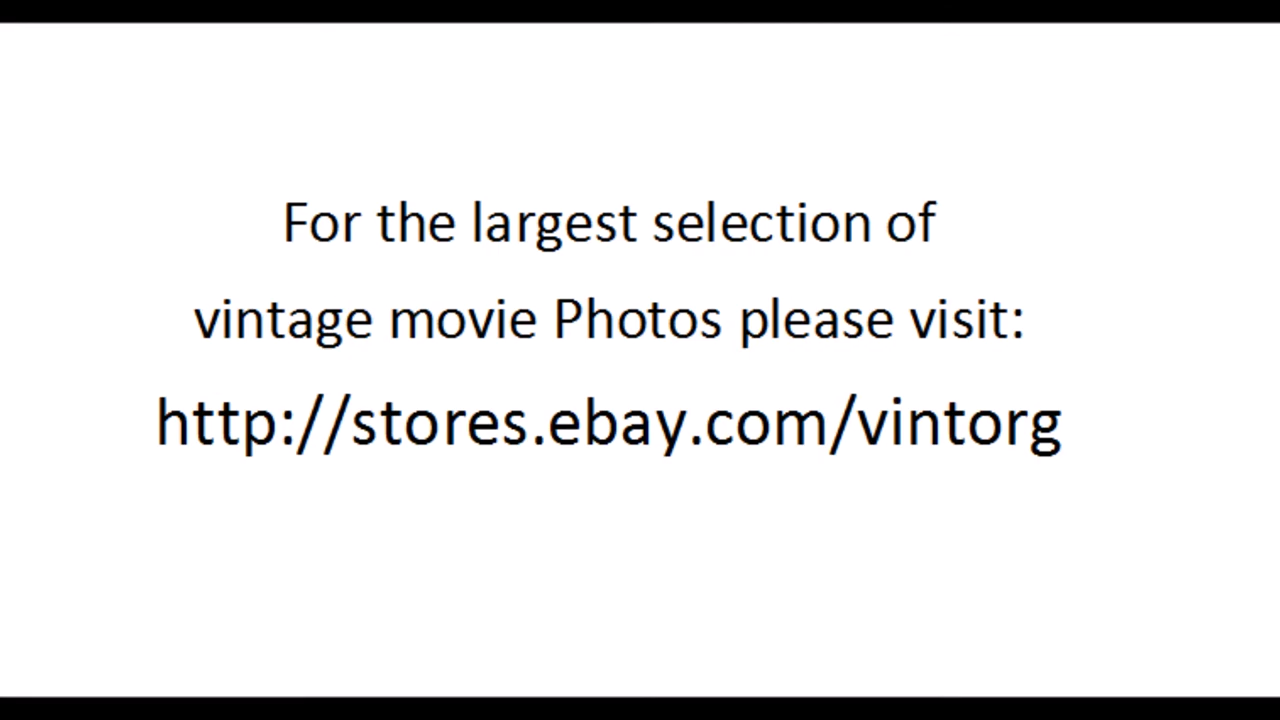 For the largest selection of
vintage movie Photos please visit:
http://stores.ebay.com/vintorg